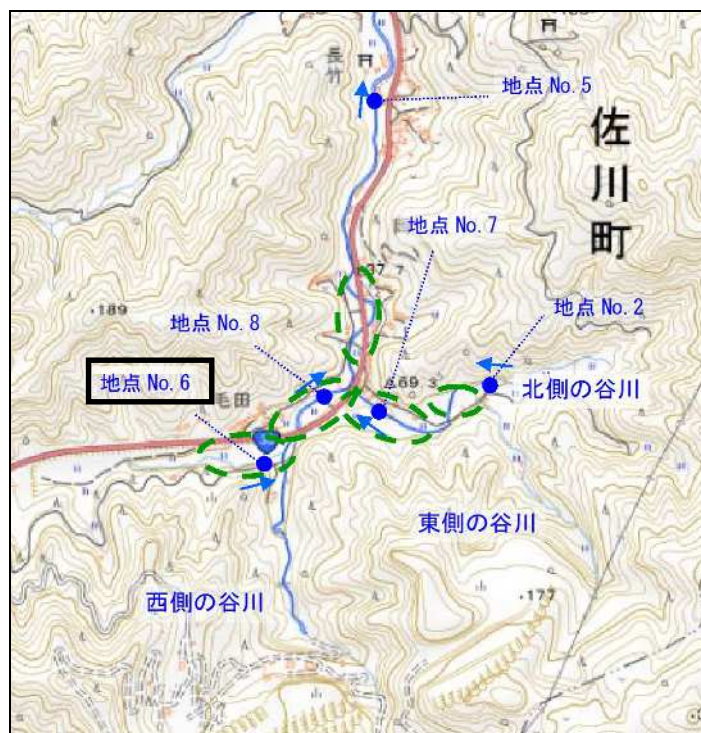 長竹
地点 No.5
佐川町
地点 No.7
地点 No.8
地点 No.2
189
69.3
地点 No.6
毛田
北側の谷川
東側の谷川
西側の谷川
177